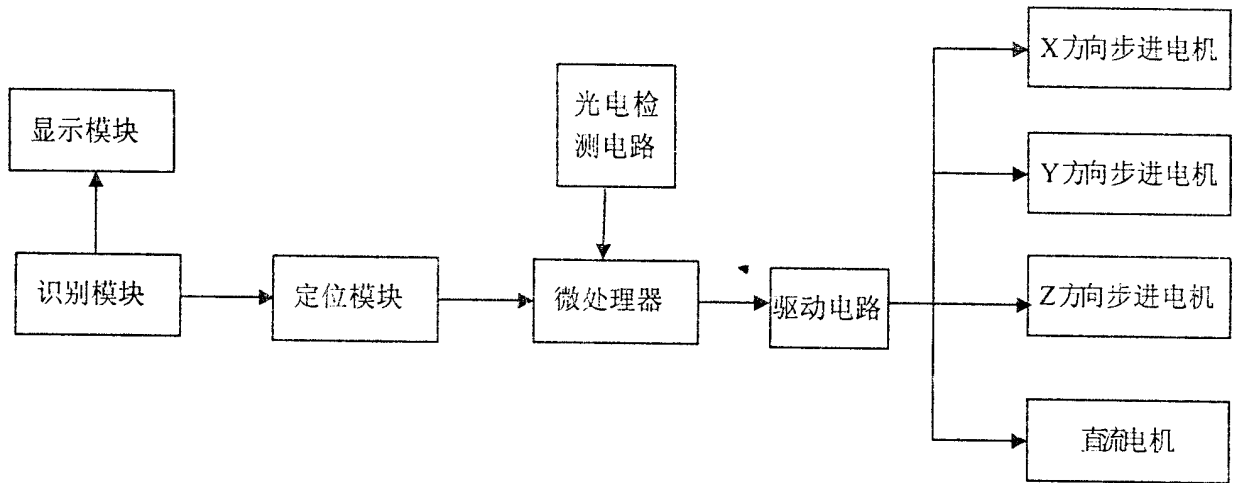 X方向步进电机
光电检
测电路
显示模块
Y方向步进电机
识别模块
定位模块
微处理器
驱动电路
Z方向步进电机
直流电机